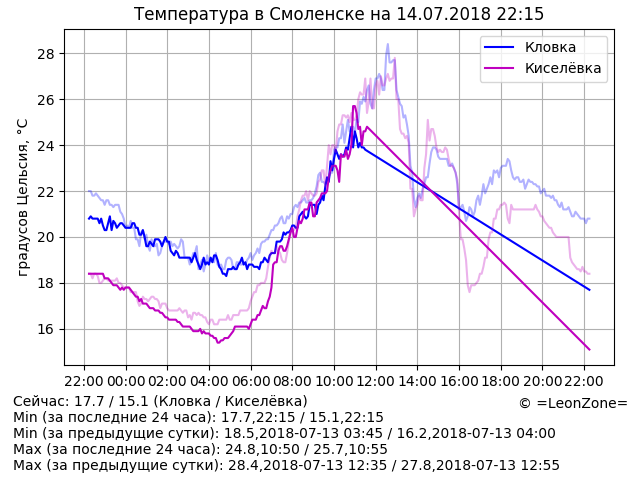 Температура в Смоленске на 14.07.2018 22:15
градусов Цельсия, °C
28
26
24
22
20
18
16
Кловка
Киселёвка
22:00 00:00 02:00 04:00 06:00 08:00 10:00 12:00 14:00 16:00 18:00 20:00 22:00
Сейчас: 17.7 / 15.1 (Кловка / Киселёвка)
© =LeonZone=
Min (за последние 24 часа): 17.7,22:15 / 15.1,22:15
Min (за предыдущие сутки): 18.5,2018-07-13 03:45 / 16.2,2018-07-13 04:00
Max (за последние 24 часа): 24.8,10:50 / 25.7,10:55
Max (за предыдущие сутки): 28.4,2018-07-13 12:35 / 27.8,2018-07-13 12:55